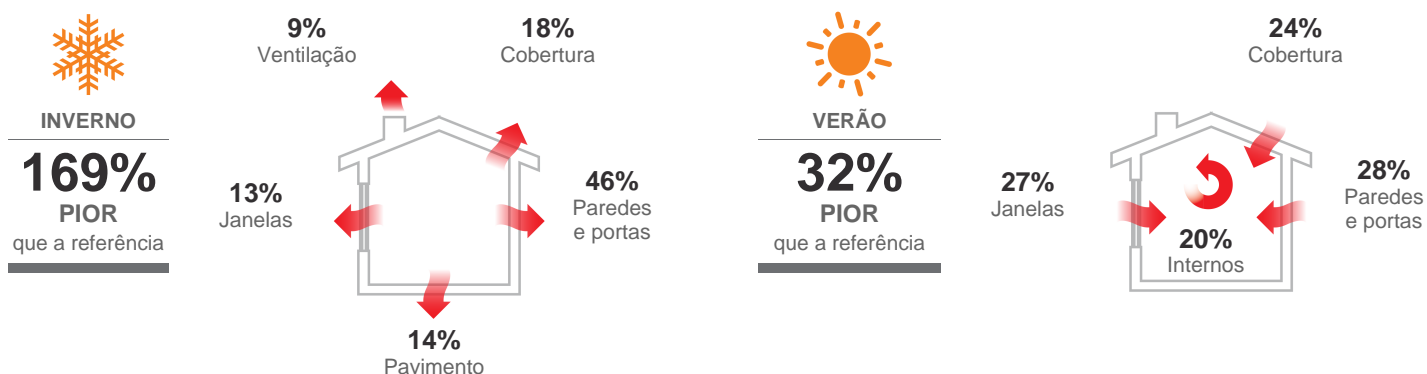 INVERNO
169%
PIOR
que a referência
9%
Ventilação
18%
Cobertura
13%
Janelas
46%
Paredes
e portas
14%
Pavimento
VERÃO
32%
PIOR
que a referência
24%
Cobertura
27%
Janelas
28%
Paredes
e portas
20%
Internos